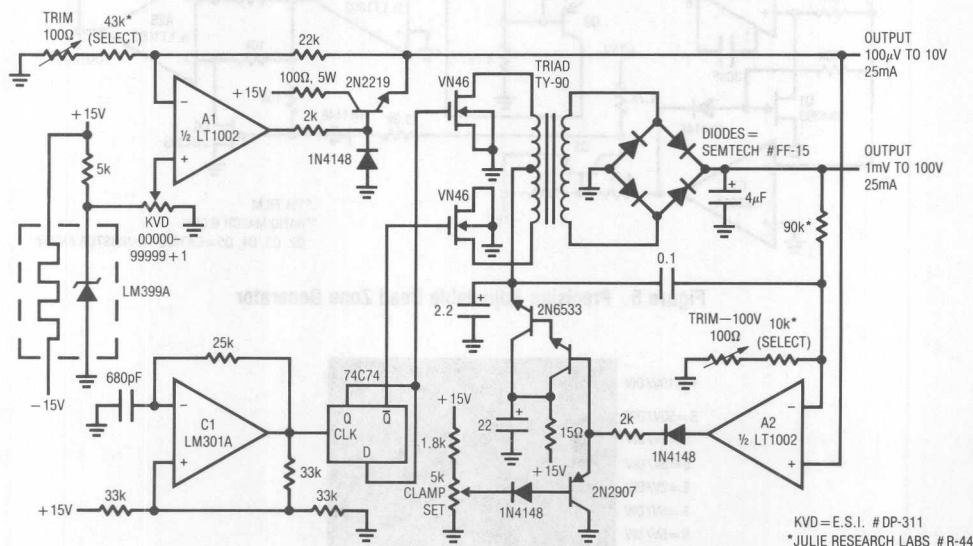 TRIM
100Ω
43k*
(SELECT)
22k
100Ω, 5W
2N2219
+15V
2k
1N4148
A1
½ LT1002
−
+
+15V
5k
KVD
00000-
99999+1
LM399A
−15V
VN46
VN46
TRIAD
TY-90
DIODES=
SEMTECH #FF-15
+
4µF
OUTPUT
100µV TO 10V
25mA
OUTPUT
1mV TO 100V
25mA
90k*
0.1
2.2
+
2N6533
TRIM—100V
100Ω
10k*
(SELECT)
25k
680pF
C1
LM301A
−
+
33k
33k
33k
+15V
74C74
Q
Q̅
CLK
D
+15V
1.8k
5k
CLAMP
SET
22
+
15Ω
+15V
2k
1N4148
A2
½ LT1002
−
+
1N4148
2N2907
KVD=E.S.I. #DP-311
*JULIE RESEARCH LABS #R-44
Figure 5. Precision Adjustable Dead Zone Generator